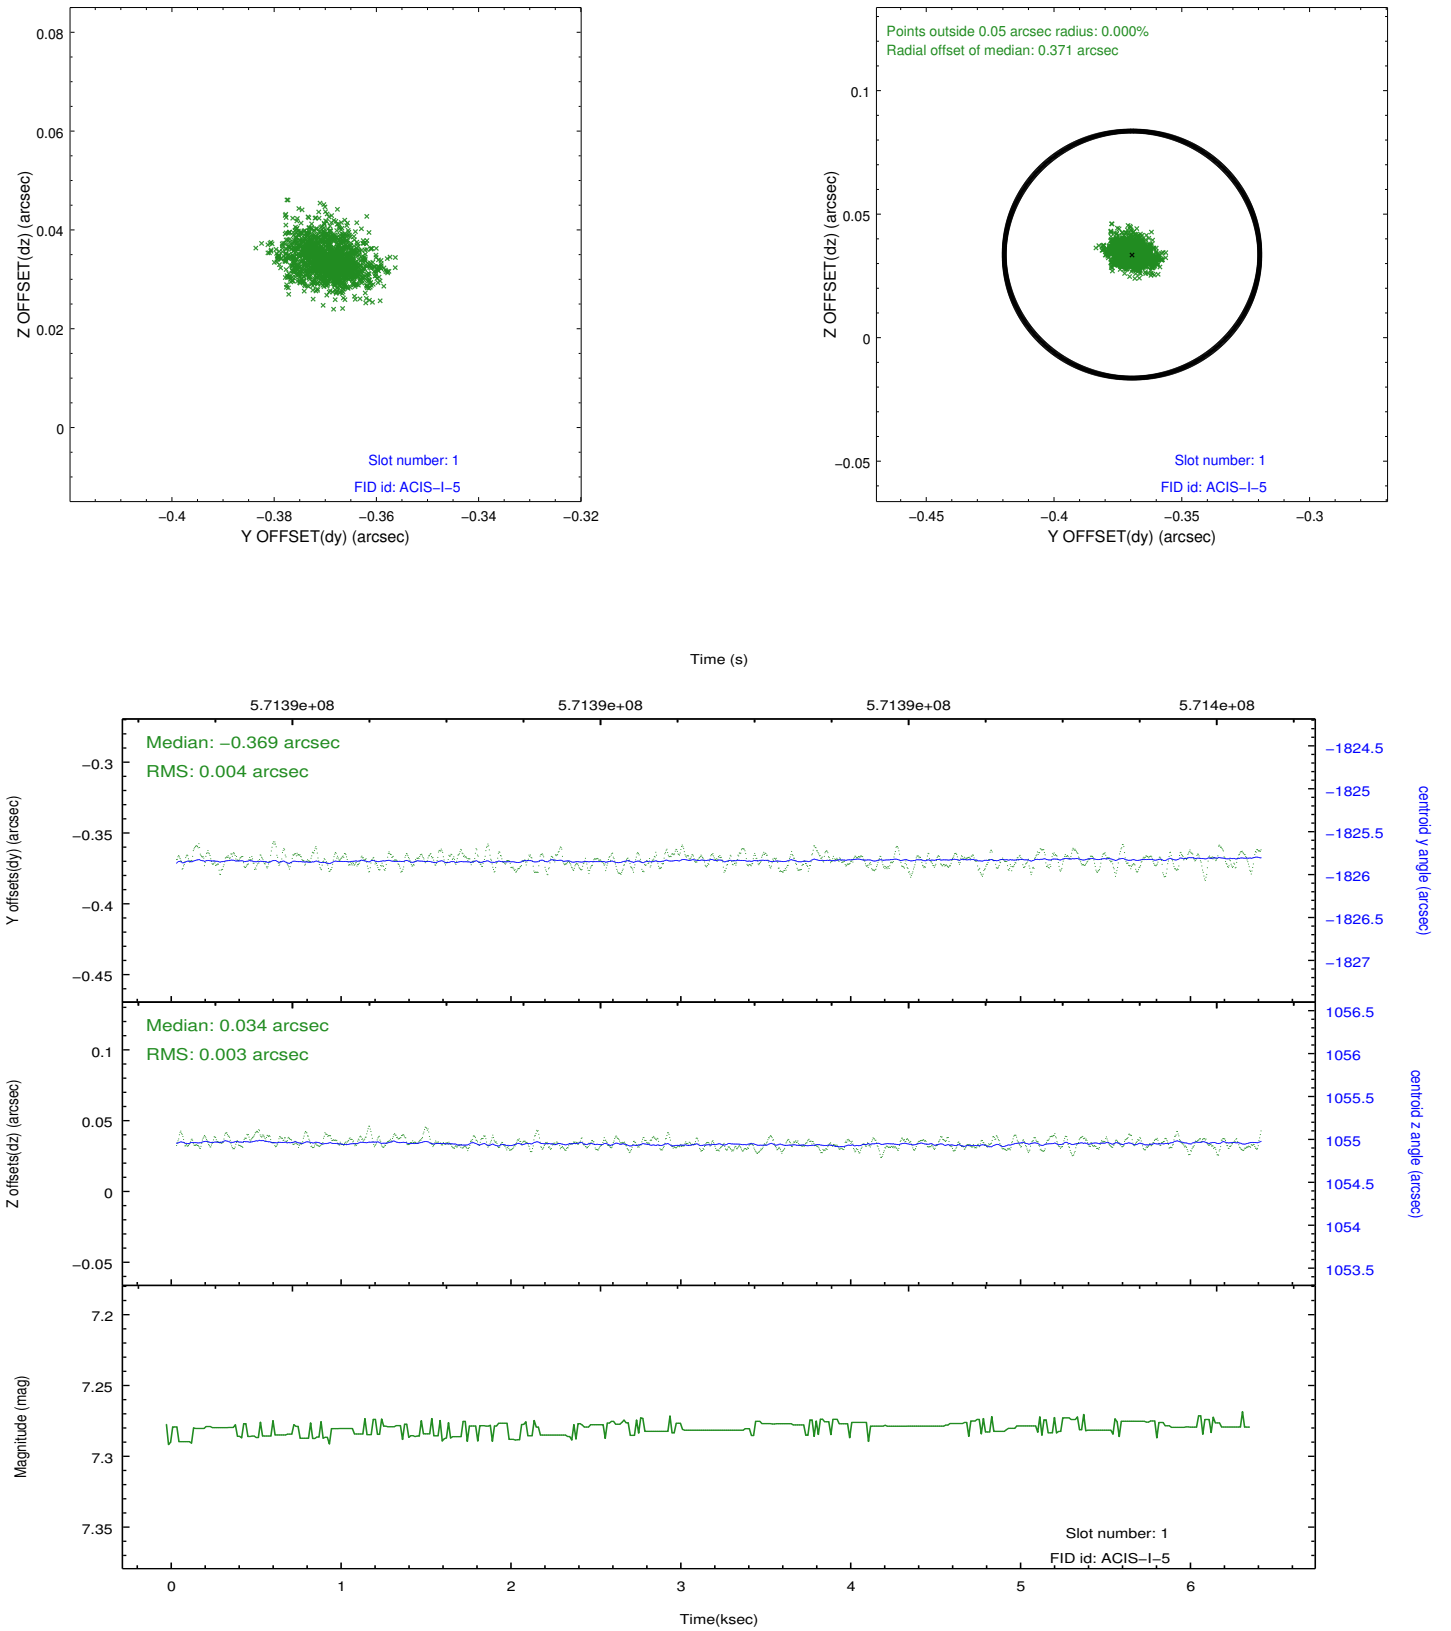 0.08
0.06
0.04
0.02
0
Z OFFSET(dz) (arcsec)
Slot number: 1
FID id: ACIS−I−5
−0.4
−0.38
−0.36
−0.34
−0.32
Y OFFSET(dy) (arcsec)
Points outside 0.05 arcsec radius: 0.000%
Radial offset of median: 0.371 arcsec
0.1
0.05
0
−0.05
Z OFFSET(dz) (arcsec)
Slot number: 1
FID id: ACIS−I−5
−0.45
−0.4
−0.35
−0.3
Y OFFSET(dy) (arcsec)
Time (s)
5.7139e+08
5.7139e+08
5.7139e+08
5.714e+08
Median: −0.369 arcsec
RMS: 0.004 arcsec
−0.3
−0.35
−0.4
−0.45
Y offsets(dy) (arcsec)
−1824.5
−1825
−1825.5
−1826
−1826.5
−1827
centroid y angle (arcsec)
Median: 0.034 arcsec
RMS: 0.003 arcsec
0.1
0.05
0
−0.05
Z offsets(dz) (arcsec)
1056.5
1056
1055.5
1055
1054.5
1054
1053.5
centroid z angle (arcsec)
7.2
7.25
7.3
7.35
Magnitude (mag)
Slot number: 1
FID id: ACIS−I−5
0
1
2
3
4
5
6
Time(ksec)